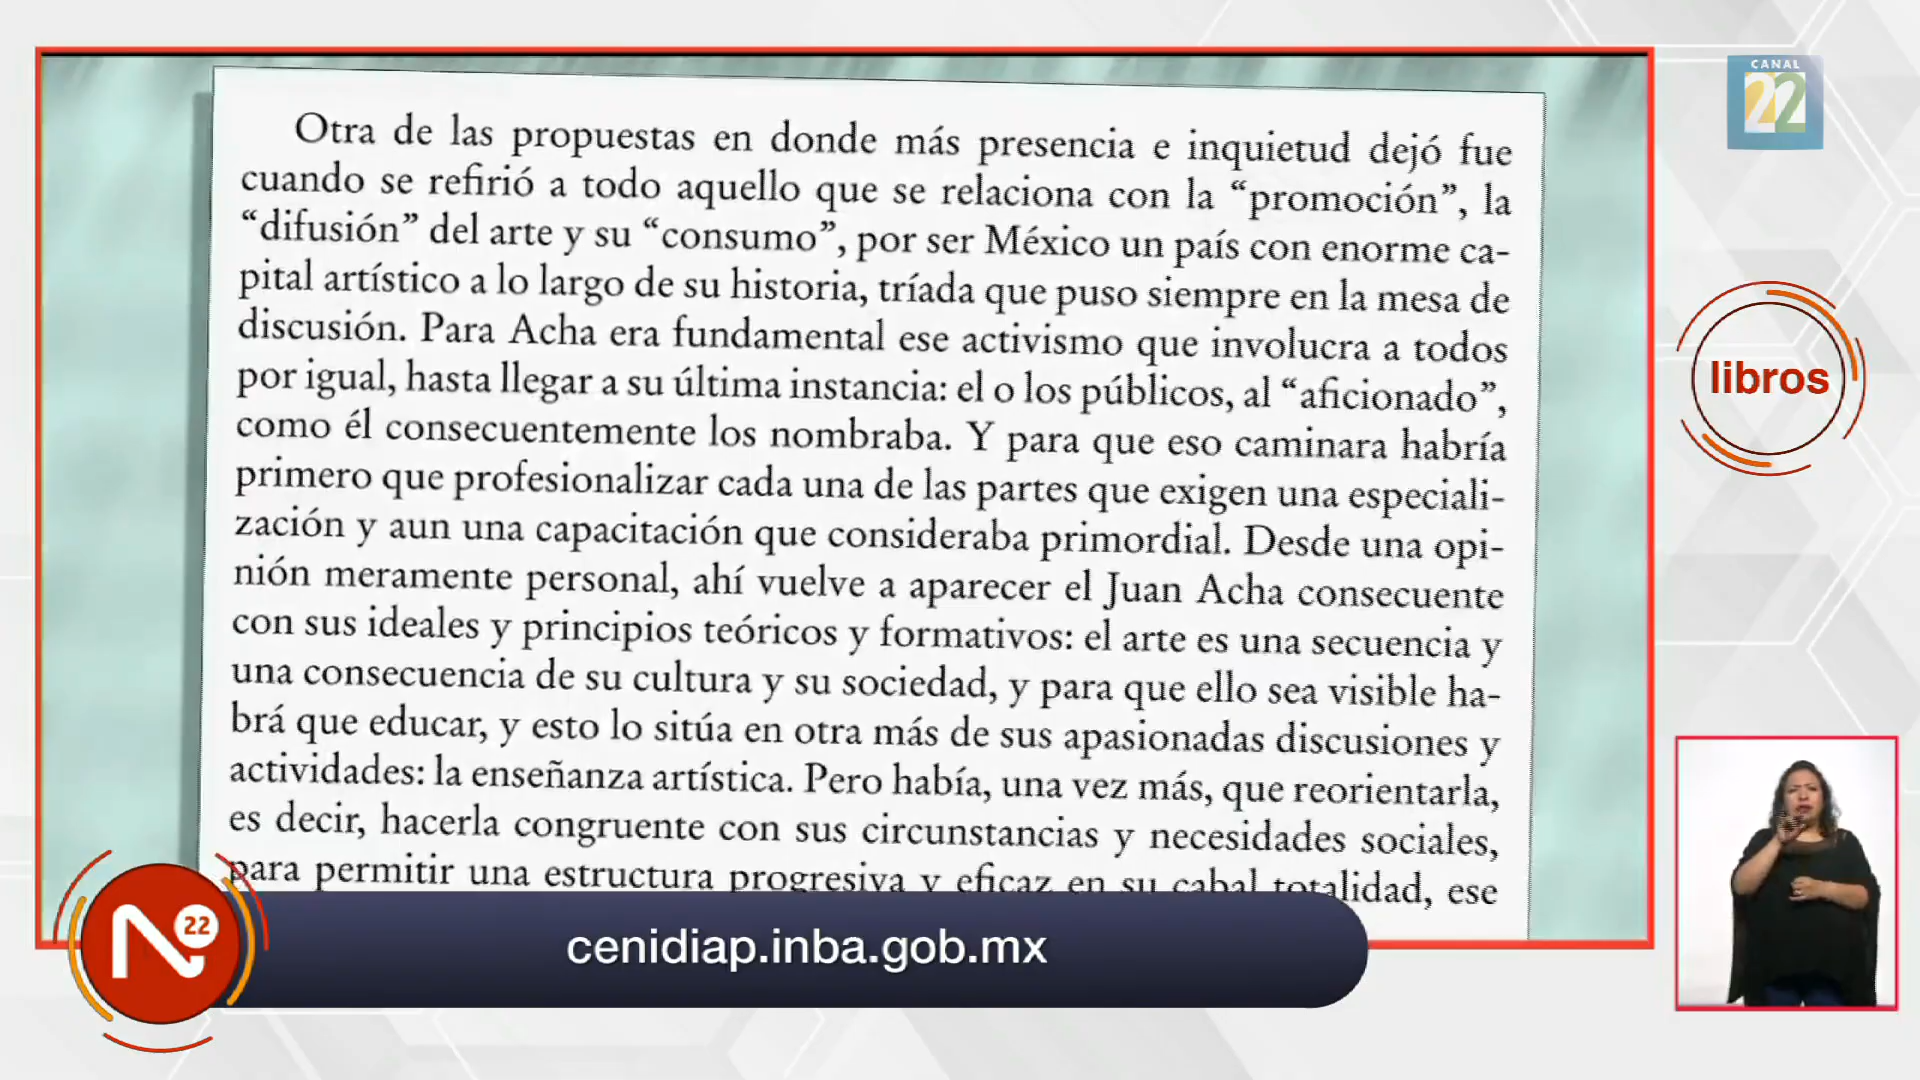 CANAL
22
Otra de las propuestas en donde más presencia e inquietud dejó fue
cuando se refirió a todo aquello que se relaciona con la “promoción”, la
“difusión” del arte y su “consumo”, por ser México un país con enorme ca-
pital artístico a lo largo de su historia, tríada que puso siempre en la mesa de
discusión. Para Acha era fundamental ese activismo que involucra a todos
por igual, hasta llegar a su última instancia: el o los públicos, al “aficionado”,
como él consecuentemente los nombraba. Y para que eso caminara habría
primero que profesionalizar cada una de las partes que exigen una especiali-
zación y aun una capacitación que consideraba primordial. Desde una opi-
nión meramente personal, ahí vuelve a aparecer el Juan Acha consecuente
con sus ideales y principios teóricos y formativos: el arte es una secuencia y
una consecuencia de su cultura y su sociedad, y para que ello sea visible ha-
brá que educar, y esto lo sitúa en otra más de sus apasionadas discusiones y
actividades: la enseñanza artística. Pero había, una vez más, que reorientarla,
es decir, hacerla congruente con sus circunstancias y necesidades sociales,
para permitir una estructura progresiva y eficaz en su cabal totalidad, ese
libros
N22
cenidiap.inba.gob.mx